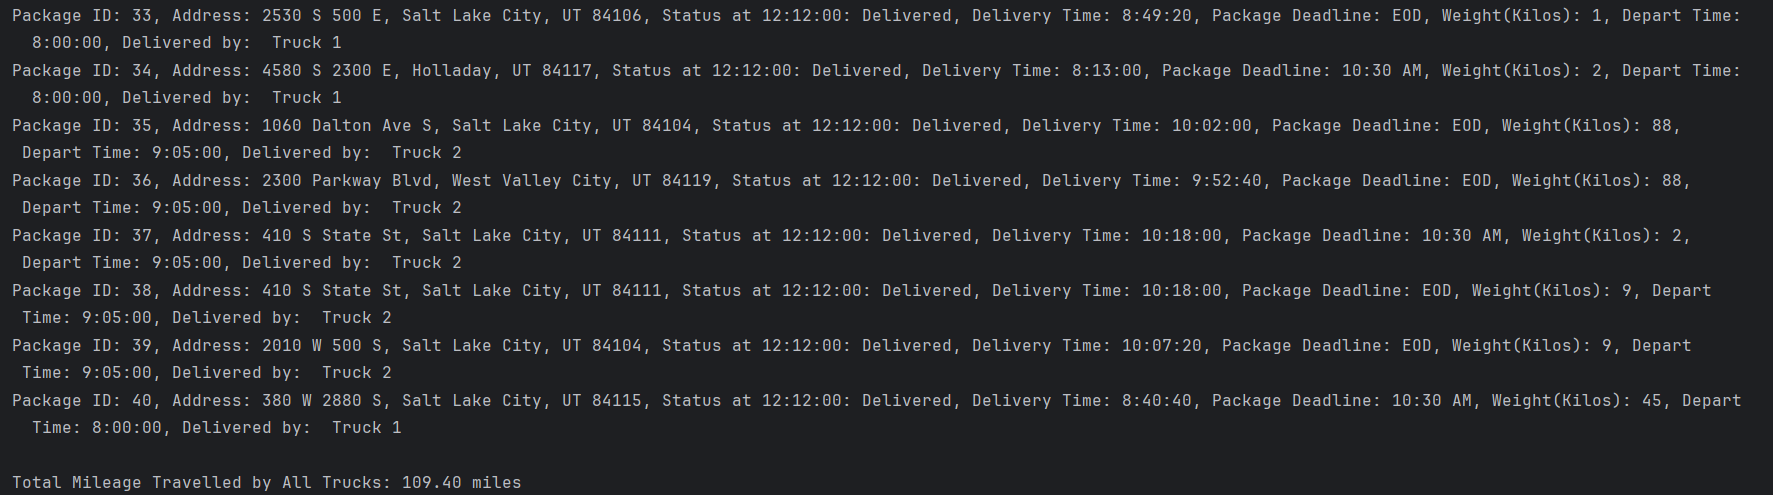 Package ID: 33, Address: 2530 S 500 E, Salt Lake City, UT 84106, Status at 12:12:00: Delivered, Delivery Time: 8:49:20, Package Deadline: EOD, Weight(Kilos): 1, Depart Time:
8:00:00, Delivered by:  Truck 1
Package ID: 34, Address: 4580 S 2300 E, Holladay, UT 84117, Status at 12:12:00: Delivered, Delivery Time: 8:13:00, Package Deadline: 10:30 AM, Weight(Kilos): 2, Depart Time:
8:00:00, Delivered by:  Truck 1
Package ID: 35, Address: 1060 Dalton Ave S, Salt Lake City, UT 84104, Status at 12:12:00: Delivered, Delivery Time: 10:02:00, Package Deadline: EOD, Weight(Kilos): 88,
Depart Time: 9:05:00, Delivered by:  Truck 2
Package ID: 36, Address: 2300 Parkway Blvd, West Valley City, UT 84119, Status at 12:12:00: Delivered, Delivery Time: 9:52:40, Package Deadline: EOD, Weight(Kilos): 88,
Depart Time: 9:05:00, Delivered by:  Truck 2
Package ID: 37, Address: 410 S State St, Salt Lake City, UT 84111, Status at 12:12:00: Delivered, Delivery Time: 10:18:00, Package Deadline: 10:30 AM, Weight(Kilos): 2,
Depart Time: 9:05:00, Delivered by:  Truck 2
Package ID: 38, Address: 410 S State St, Salt Lake City, UT 84111, Status at 12:12:00: Delivered, Delivery Time: 10:18:00, Package Deadline: EOD, Weight(Kilos): 9, Depart
Time: 9:05:00, Delivered by:  Truck 2
Package ID: 39, Address: 2010 W 500 S, Salt Lake City, UT 84104, Status at 12:12:00: Delivered, Delivery Time: 10:07:20, Package Deadline: EOD, Weight(Kilos): 9, Depart
Time: 9:05:00, Delivered by:  Truck 2
Package ID: 40, Address: 380 W 2880 S, Salt Lake City, UT 84115, Status at 12:12:00: Delivered, Delivery Time: 8:40:40, Package Deadline: 10:30 AM, Weight(Kilos): 45, Depart
Time: 8:00:00, Delivered by:  Truck 1
Total Mileage Travelled by All Trucks: 109.40 miles